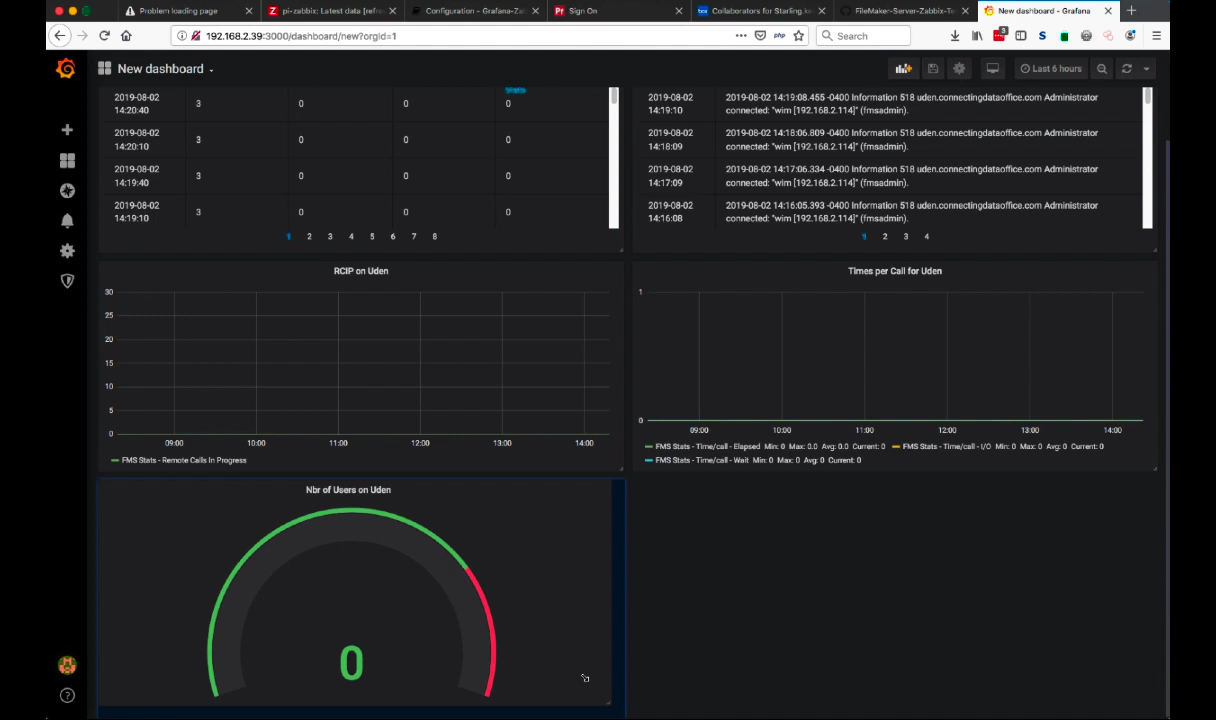 Problem loading page
pi-zabbix: Latest data [refre
Configuration - Grafana-Zab
Sign On
Collaborators for Starling.ke
FileMaker-Server-Zabbix-Te
New dashboard - Grafana
192.168.2.39:3000/dashboard/new?orgId=1
php
Search
3
S
New dashboard
Last 6 hours
Stats
2019-08-02 14:20:40 3 0 0 0
2019-08-02 14:20:10 3 0 0 0
2019-08-02 14:19:40 3 0 0 0
2019-08-02 14:19:10 3 0 0 0
1 2 3 4 5 6 7 8
2019-08-02 2019-08-02 14:19:08.455 -0400 Information 518 uden.connectingdataoffice.com Administrator
14:19:10 connected: "wim [192.168.2.114]" (fmsadmin).
2019-08-02 2019-08-02 14:18:06.809 -0400 Information 518 uden.connectingdataoffice.com Administrator
14:18:09 connected: "wim [192.168.2.114]" (fmsadmin).
2019-08-02 2019-08-02 14:17:06.334 -0400 Information 518 uden.connectingdataoffice.com Administrator
14:17:09 connected: "wim [192.168.2.114]" (fmsadmin).
2019-08-02 2019-08-02 14:16:05.393 -0400 Information 518 uden.connectingdataoffice.com Administrator
14:16:08 connected: "wim [192.168.2.114]" (fmsadmin).
1 2 3 4
RCIP on Uden
30
25
20
15
10
5
0
09:00 10:00 11:00 12:00 13:00 14:00
FMS Stats - Remote Calls In Progress
Times per Call for Uden
1
0
09:00 10:00 11:00 12:00 13:00 14:00
FMS Stats - Time/call - Elapsed Min: 0 Max: 0.0 Avg: 0.0 Current: 0 FMS Stats - Time/call - I/O Min: 0 Max: 0 Avg: 0 Current: 0
FMS Stats - Time/call - Wait Min: 0 Max: 0 Avg: 0 Current: 0
Nbr of Users on Uden
0